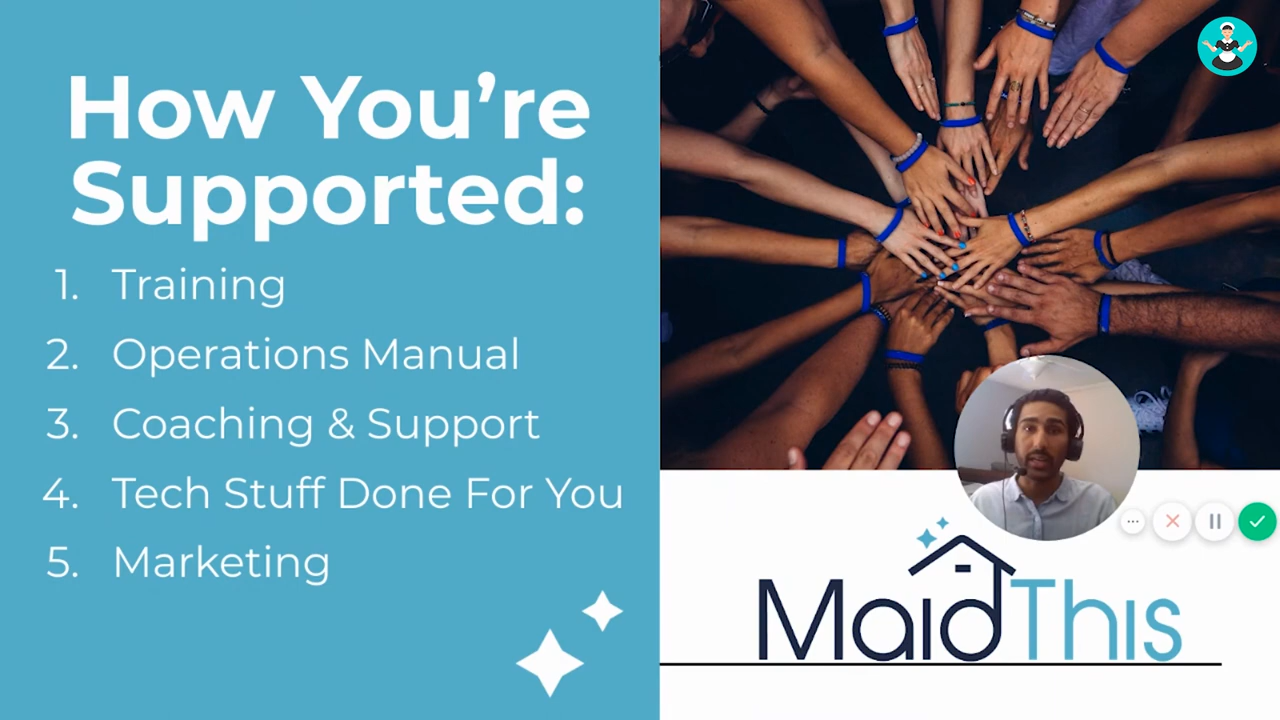 How You're
Supported:
1. Training
2. Operations Manual
3. Coaching & Support
4. Tech Stuff Done For You
5. Marketing
MaidThis